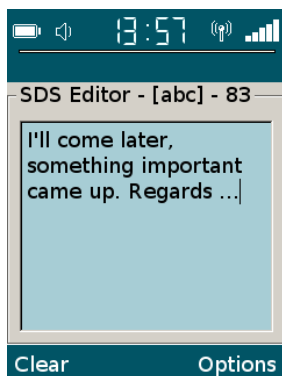 13:57
SDS Editor - [abc] - 83
I'll come later,
something important
came up. Regards ...
Clear Options